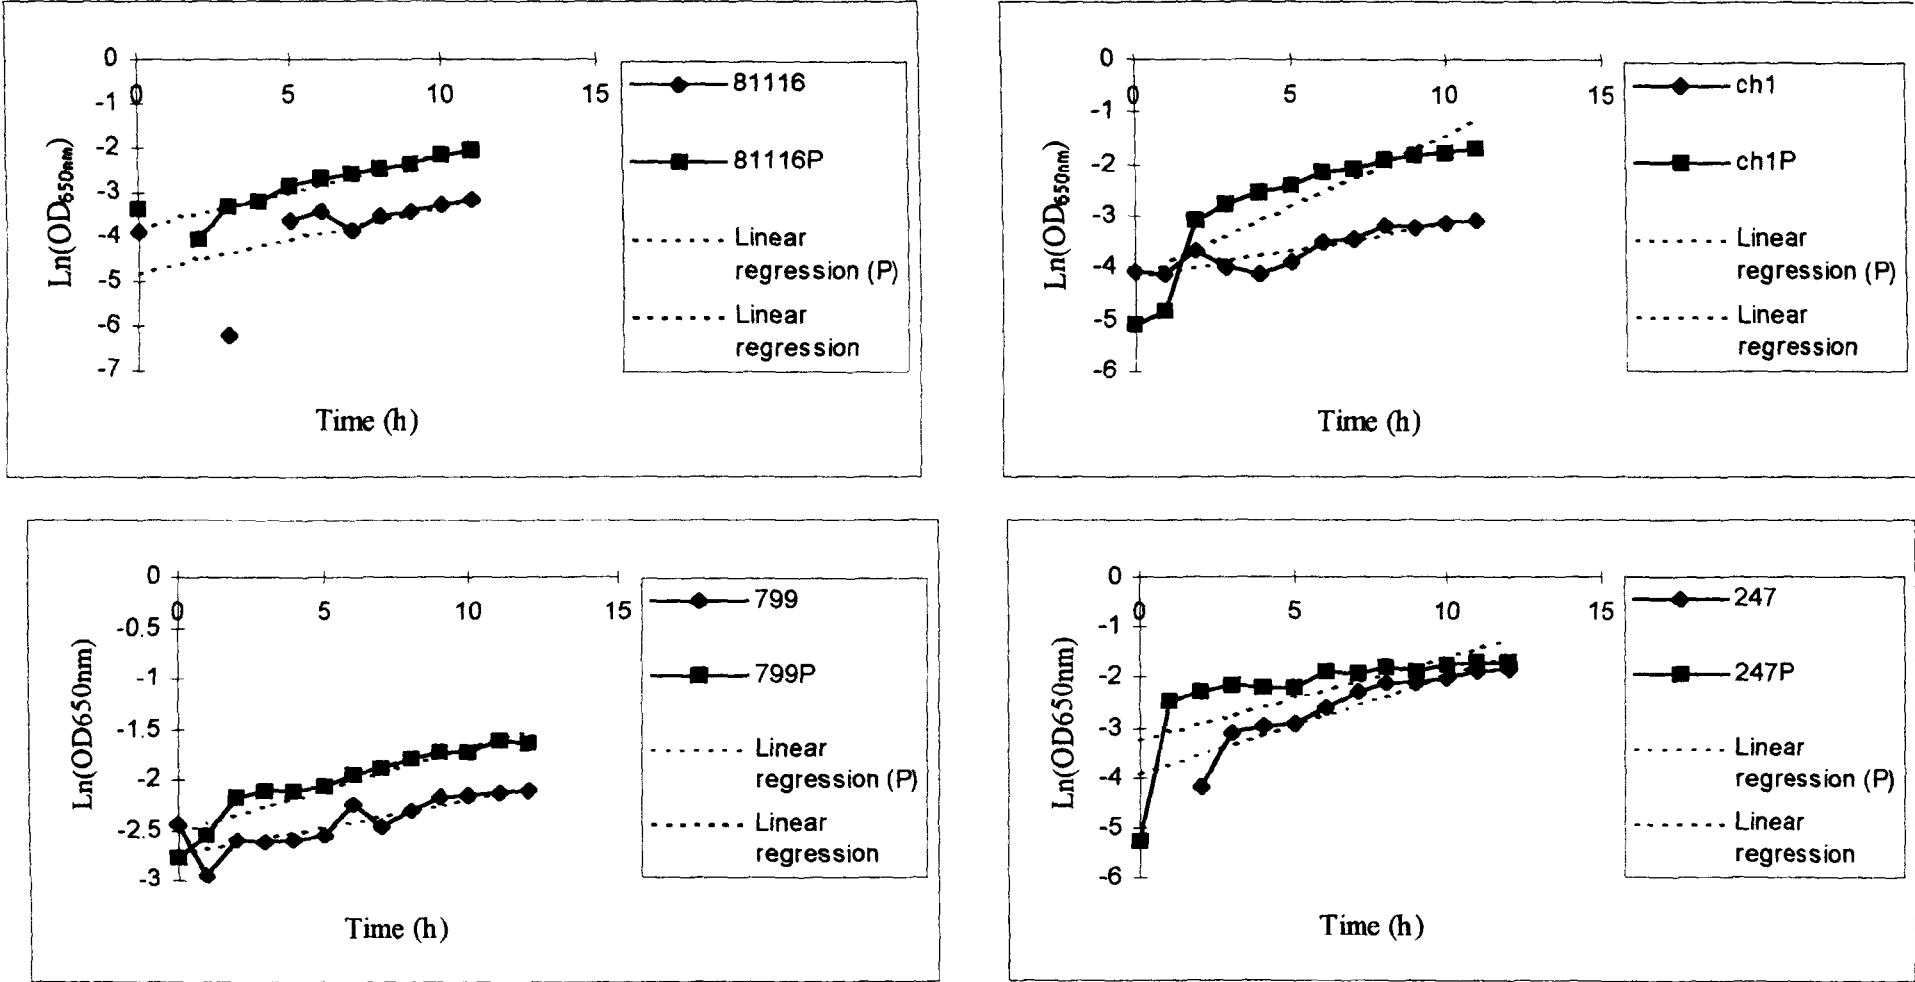 0
-1
-2
-3
-4
-5
-6
-7
0
5
10
15
Ln(OD650nm)
Time (h)
81116
81116P
Linear
regression (P)
Linear
regression
0
-1
-2
-3
-4
-5
-6
0
5
10
15
Ln(OD650nm)
Time (h)
ch1
ch1P
Linear
regression (P)
Linear
regression
0
-0.5
-1
-1.5
-2
-2.5
-3
0
5
10
15
Ln(OD650nm)
Time (h)
799
799P
Linear
regression (P)
Linear
regression
0
-1
-2
-3
-4
-5
-6
0
5
10
15
Ln(OD650nm)
Time (h)
247
247P
Linear
regression (P)
Linear
regression